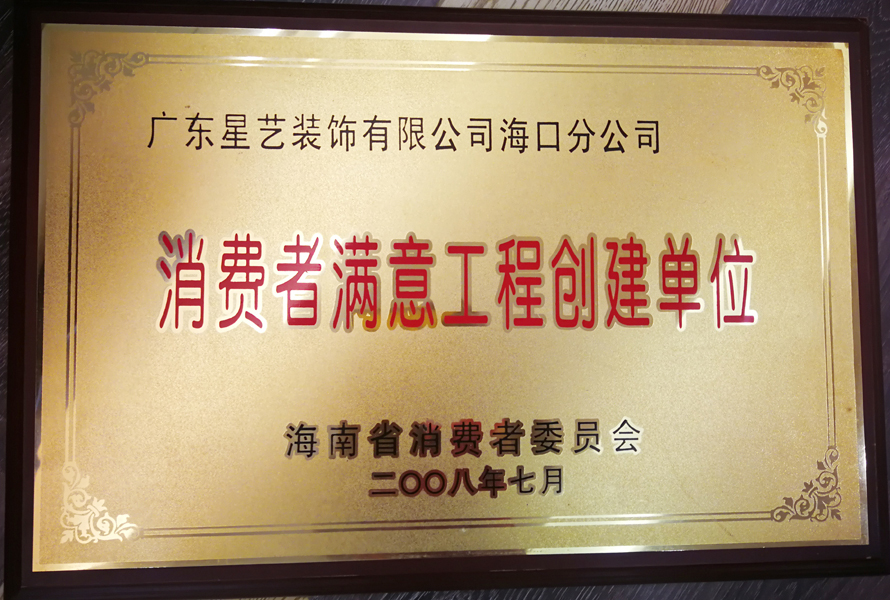 广东星艺装饰有限公司海口分公司
消费者满意工程创建单位
海南省消费者委员会
二〇〇八年七月